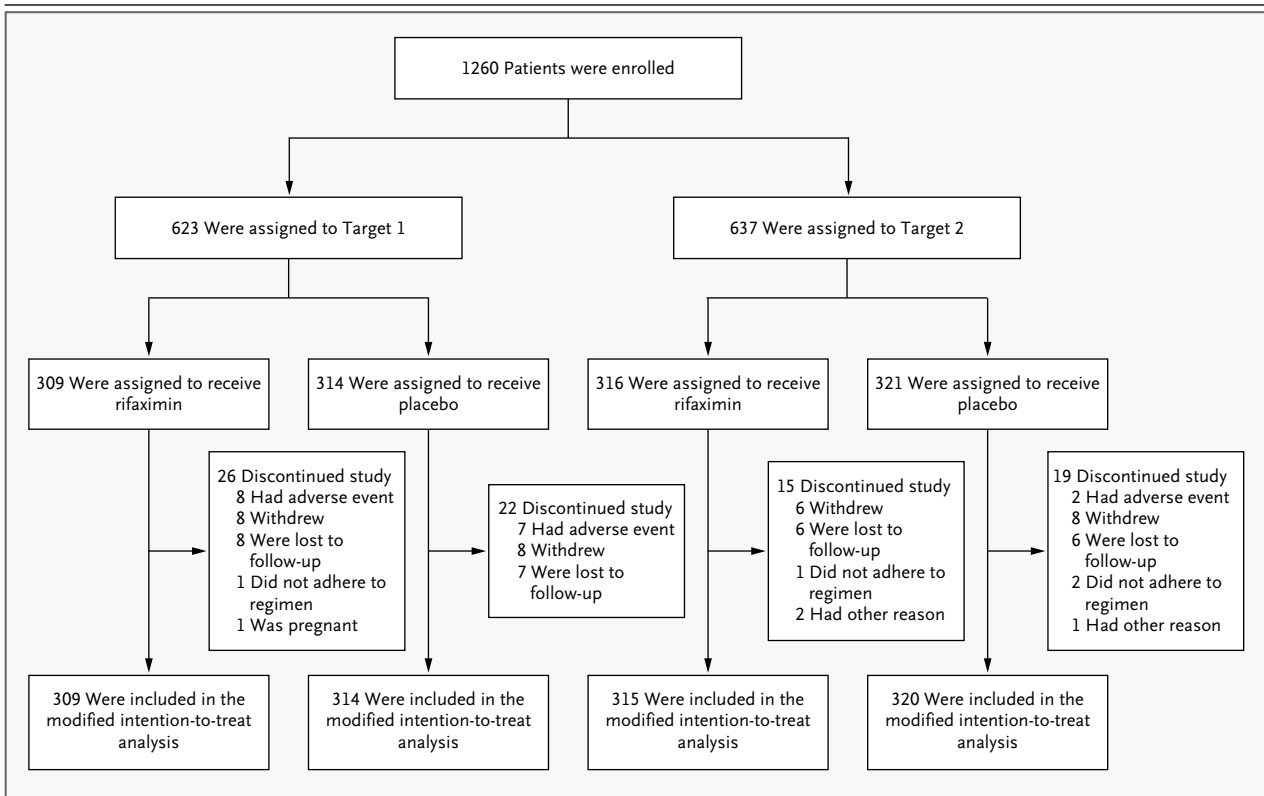 1260 Patients were enrolled
623 Were assigned to Target 1
637 Were assigned to Target 2
309 Were assigned to receive
rifaximin
314 Were assigned to receive
placebo
316 Were assigned to receive
rifaximin
321 Were assigned to receive
placebo
26 Discontinued study
8 Had adverse event
8 Withdrew
8 Were lost to
follow-up
1 Did not adhere to
regimen
1 Was pregnant
22 Discontinued study
7 Had adverse event
8 Withdrew
7 Were lost to
follow-up
15 Discontinued study
6 Withdrew
6 Were lost to
follow-up
1 Did not adhere to
regimen
2 Had other reason
19 Discontinued study
2 Had adverse event
8 Withdrew
6 Were lost to
follow-up
2 Did not adhere to
regimen
1 Had other reason
309 Were included in the
modified intention-to-treat
analysis
314 Were included in the
modified intention-to-treat
analysis
315 Were included in the
modified intention-to-treat
analysis
320 Were included in the
modified intention-to-treat
analysis